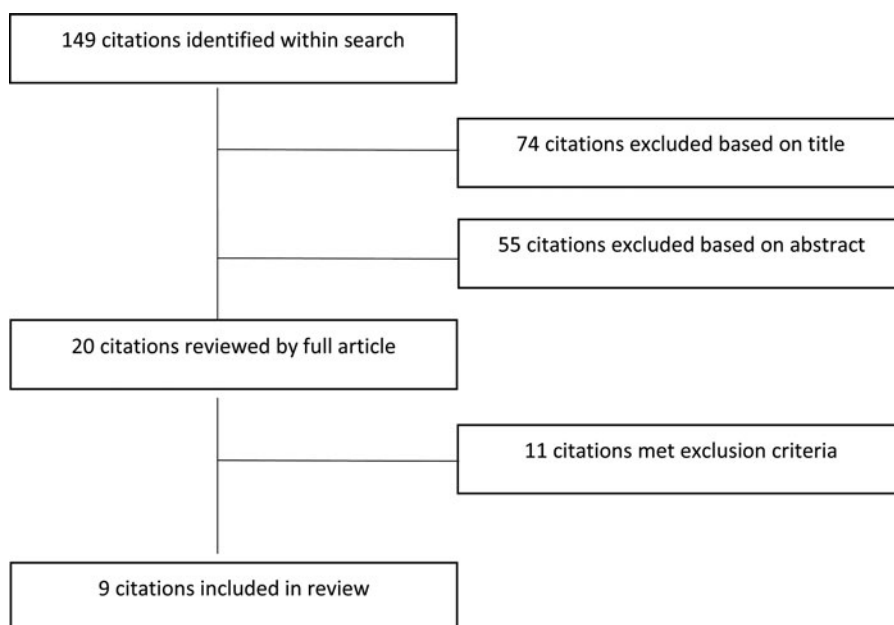 149 citations identified within search
74 citations excluded based on title
55 citations excluded based on abstract
20 citations reviewed by full article
11 citations met exclusion criteria
9 citations included in review